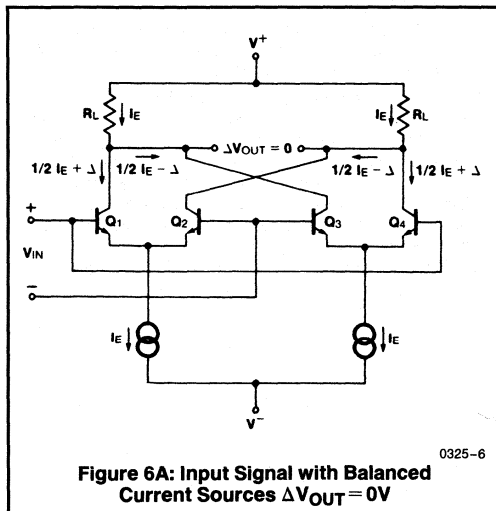 V+
RL IE IE RL
ΔVOUT = 0
1/2 IE + Δ 1/2 IE − Δ 1/2 IE − Δ 1/2 IE + Δ
+
Q1 Q2 Q3 Q4
VIN
−
IE IE
V−
0325–6
Figure 6A: Input Signal with Balanced
Current Sources ΔVOUT = 0V